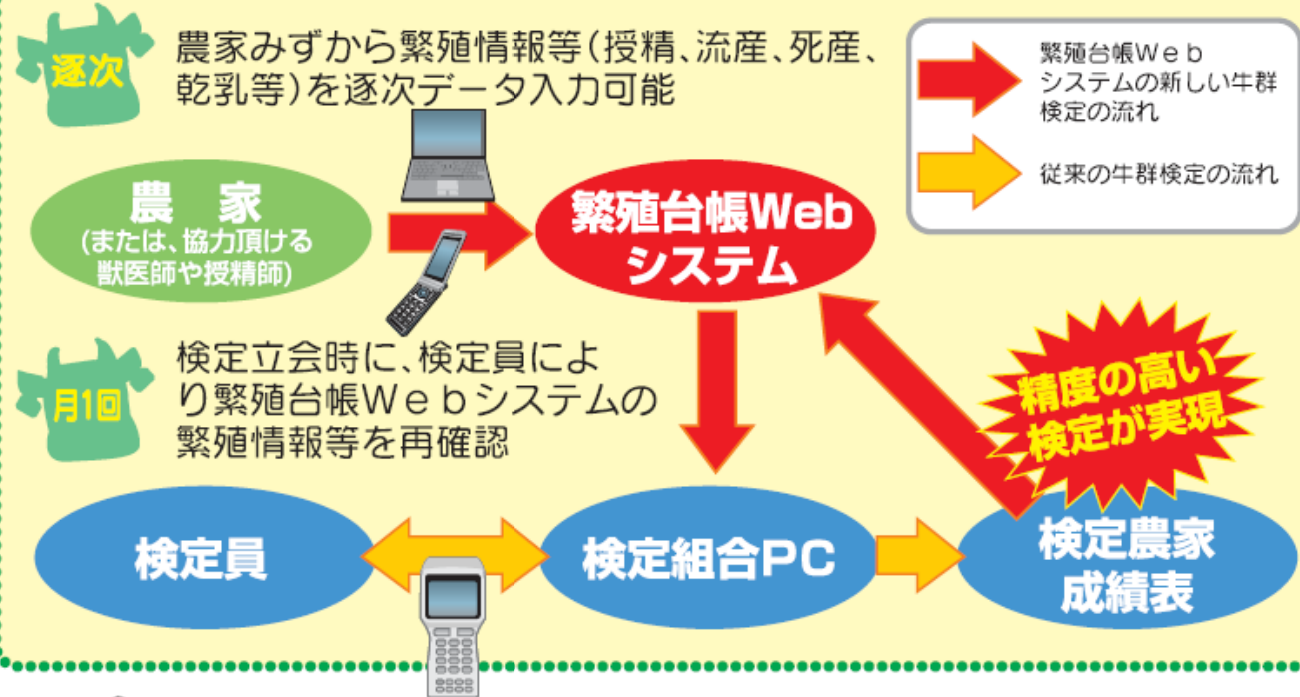 逐次
農家みずから繁殖情報等(授精、流産、死産、
乾乳等)を逐次データ入力可能
繁殖台帳Web
システムの新しい牛群
検定の流れ
従来の牛群検定の流れ
農 家
(または、協力頂ける
獣医師や授精師)
繁殖台帳Web
システム
月1回
検定立会時に、検定員によ
り繁殖台帳Webシステムの
繁殖情報等を再確認
精度の高い
検定が実現
検定員
検定組合PC
検定農家
成績表